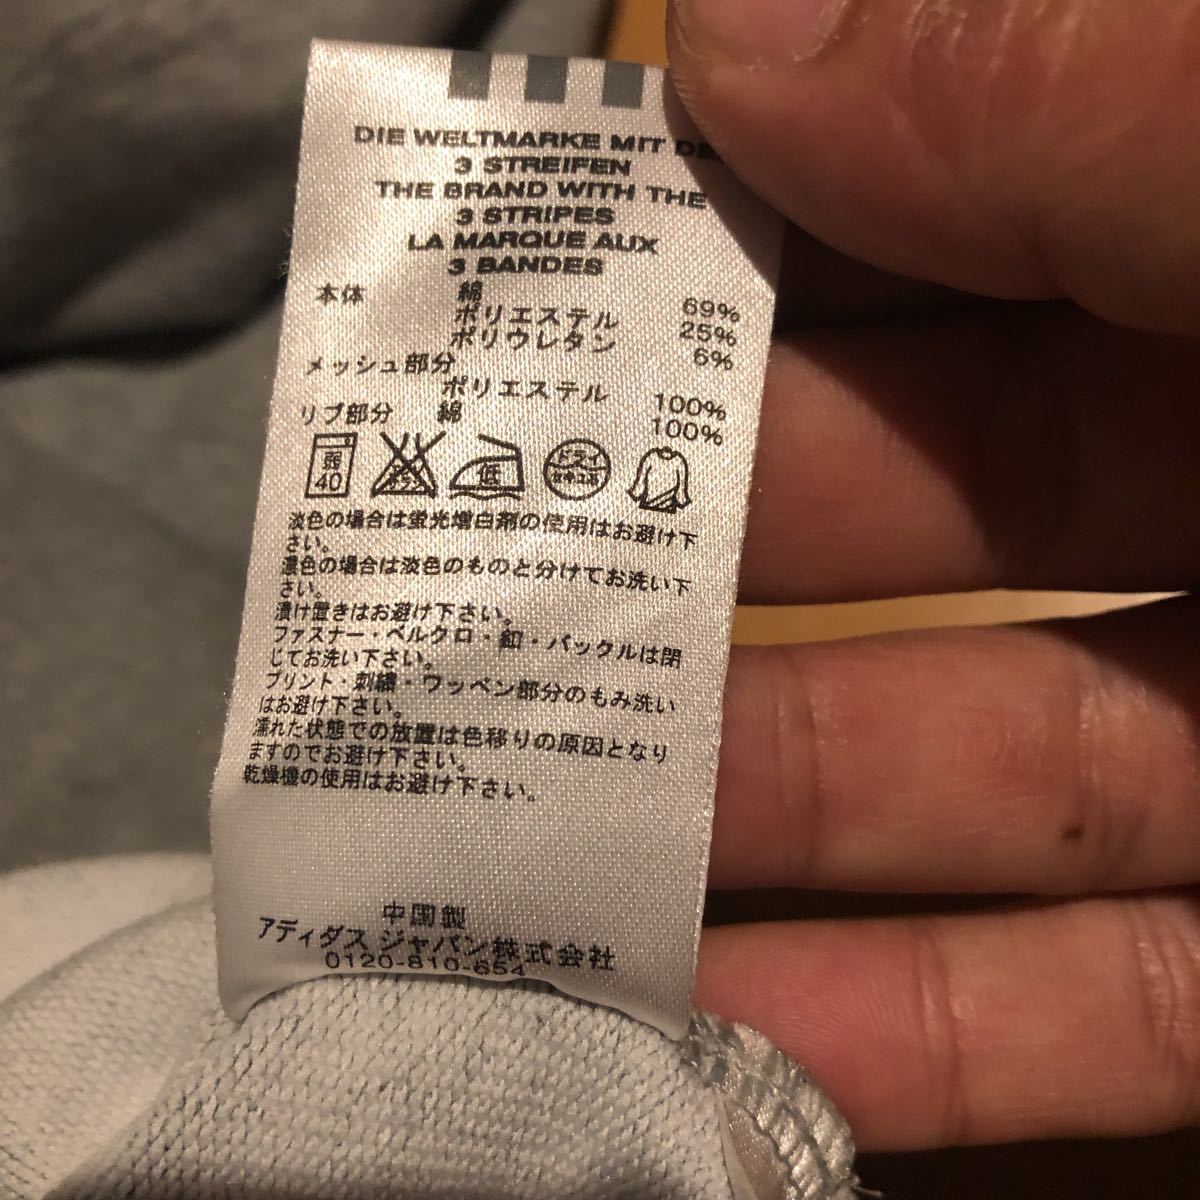 DIE WELTMARKE MIT DE
3 STREIFEN
THE BRAND WITH THE
3 STRIPES
LA MARQUE AUX
3 BANDES
本体 綿 69%
ポリエステル 25%
ポリウレタン 6%
メッシュ部分
ポリエステル 100%
リブ部分 綿 100%
弱 40 低 ドライ セキユ系
淡色の場合は蛍光増白剤の使用はお避け下
さい。
濃色の場合は淡色のものと分けてお洗い下
さい。
漬け置きはお避け下さい。
ファスナー・ベルクロ・釦・バックルは閉
じてお洗い下さい。
プリント・刺繍・ワッペン部分のもみ洗い
はお避け下さい。
濡れた状態での放置は色移りの原因となり
ますのでお避け下さい。
乾燥機の使用はお避け下さい。
中国製
アディダス ジャパン株式会社
0120-810-654